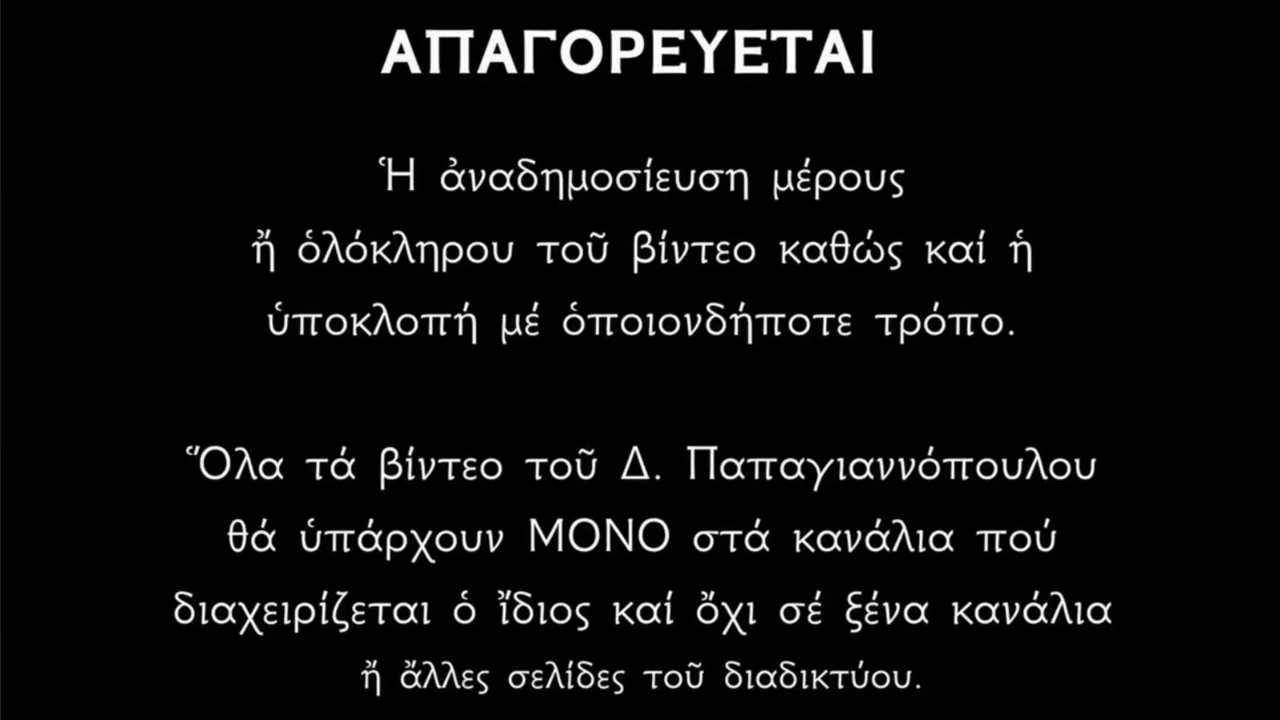 ΑΠΑΓΟΡΕΥΕΤΑΙ
Ἡ ἀναδημοσίευση μέρους
ἤ ὁλόκληρου τοῦ βίντεο καθώς καί ἡ
ὑποκλοπή μέ ὁποιονδήποτε τρόπο.
Ὅλα τά βίντεο τοῦ Δ. Παπαγιαννόπουλου
θά ὑπάρχουν ΜΟΝΟ στά κανάλια πού
διαχειρίζεται ὁ ἴδιος καί ὄχι σέ ξένα κανάλια
ἤ ἄλλες σελίδες τοῦ διαδικτύου.